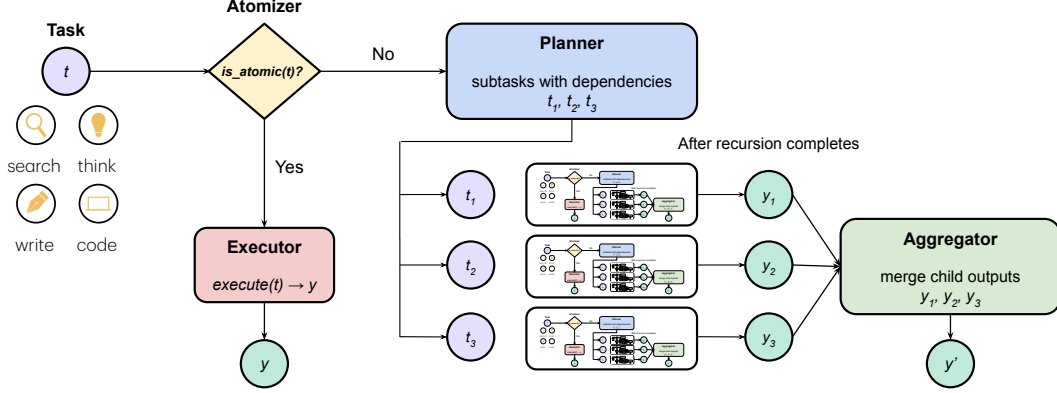 Atomizer
Task
t
is_atomic(t)?
No
Planner
subtasks with dependencies
t1, t2, t3
search
think
write
code
Yes
Executor
execute(t) → y
y
After recursion completes
t1
y1
t2
y2
t3
y3
Aggregator
merge child outputs
y1, y2, y3
y'